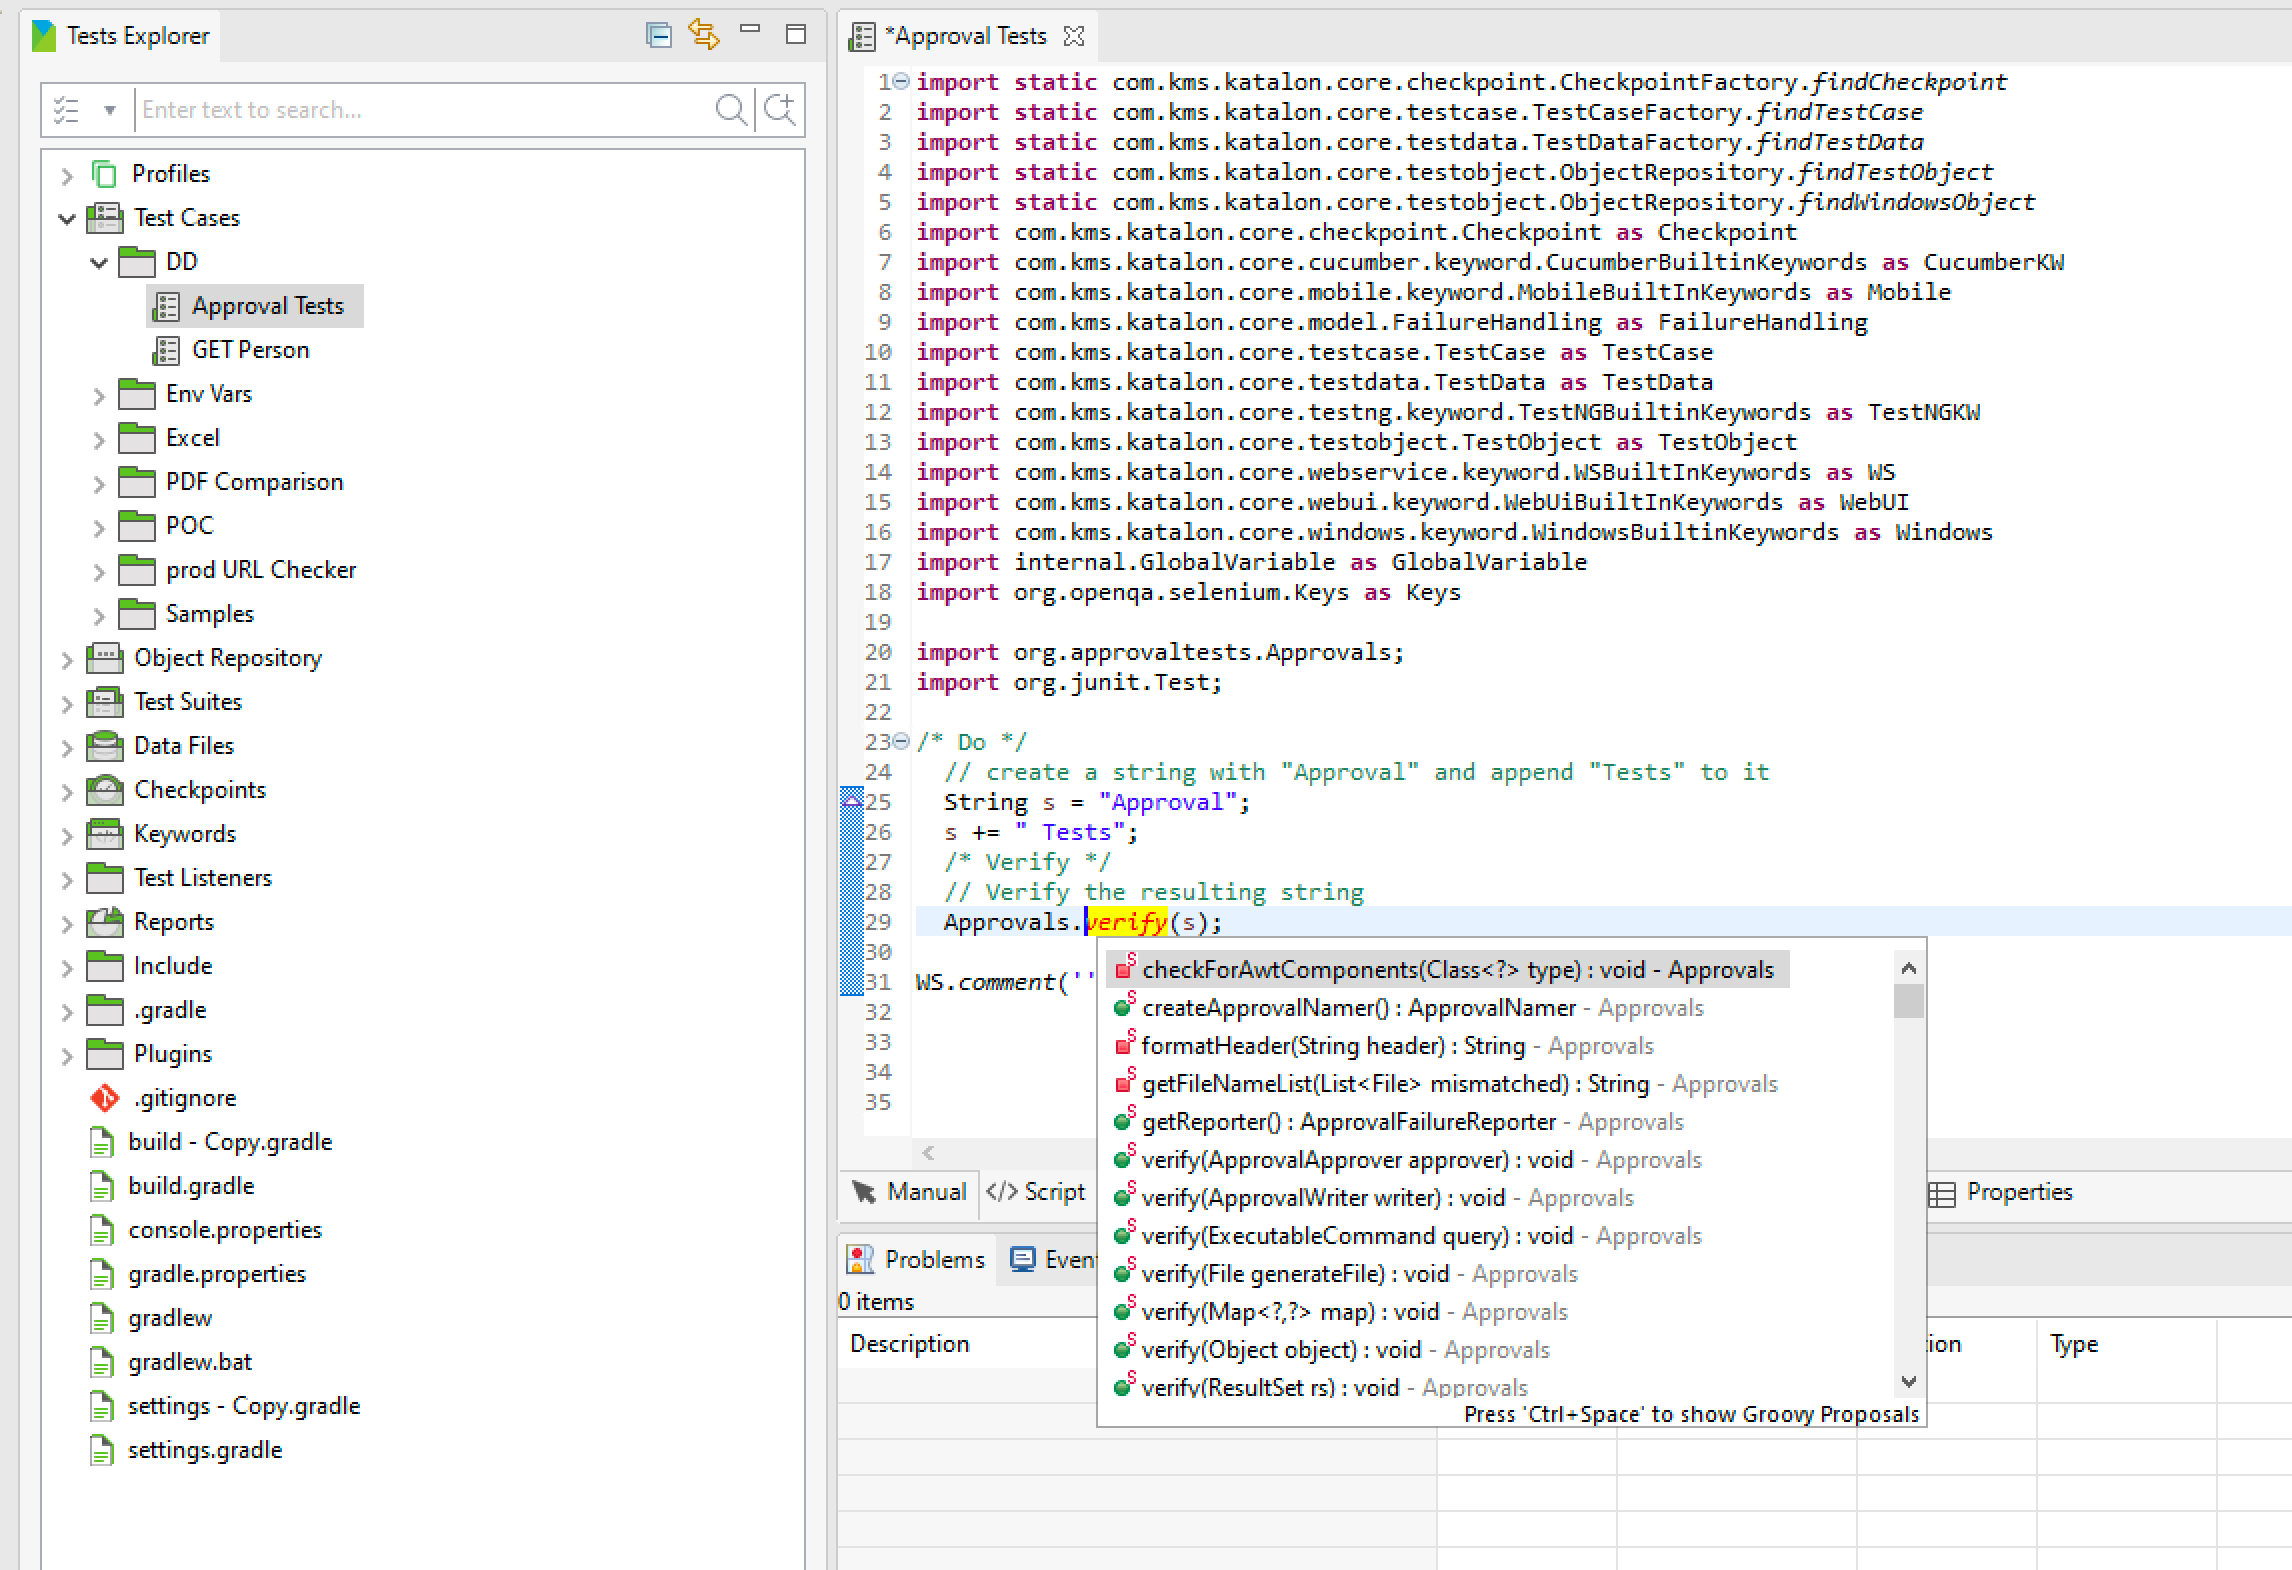 Tests Explorer
Enter text to search...
Profiles
Test Cases
DD
Approval Tests
GET Person
Env Vars
Excel
PDF Comparison
POC
prod URL Checker
Samples
Object Repository
Test Suites
Data Files
Checkpoints
Keywords
Test Listeners
Reports
Include
.gradle
Plugins
.gitignore
build - Copy.gradle
build.gradle
console.properties
gradle.properties
gradlew
gradlew.bat
settings - Copy.gradle
settings.gradle
*Approval Tests
1 import static com.kms.katalon.core.checkpoint.CheckpointFactory.findCheckpoint
2 import static com.kms.katalon.core.testcase.TestCaseFactory.findTestCase
3 import static com.kms.katalon.core.testdata.TestDataFactory.findTestData
4 import static com.kms.katalon.core.testobject.ObjectRepository.findTestObject
5 import static com.kms.katalon.core.testobject.ObjectRepository.findWindowsObject
6 import com.kms.katalon.core.checkpoint.Checkpoint as Checkpoint
7 import com.kms.katalon.core.cucumber.keyword.CucumberBuiltinKeywords as CucumberKW
8 import com.kms.katalon.core.mobile.keyword.MobileBuiltInKeywords as Mobile
9 import com.kms.katalon.core.model.FailureHandling as FailureHandling
10 import com.kms.katalon.core.testcase.TestCase as TestCase
11 import com.kms.katalon.core.testdata.TestData as TestData
12 import com.kms.katalon.core.testng.keyword.TestNGBuiltinKeywords as TestNGKW
13 import com.kms.katalon.core.testobject.TestObject as TestObject
14 import com.kms.katalon.core.webservice.keyword.WSBuiltInKeywords as WS
15 import com.kms.katalon.core.webui.keyword.WebUiBuiltInKeywords as WebUI
16 import com.kms.katalon.core.windows.keyword.WindowsBuiltinKeywords as Windows
17 import internal.GlobalVariable as GlobalVariable
18 import org.openqa.selenium.Keys as Keys
19
20 import org.approvaltests.Approvals;
21 import org.junit.Test;
22
23 /* Do */
24 // create a string with "Approval" and append "Tests" to it
25 String s = "Approval";
26 s += " Tests";
27 /* Verify */
28 // Verify the resulting string
29 Approvals.verify(s);
30
31 WS.comment(''
32
33
34
35
checkForAwtComponents(Class<?> type) : void - Approvals
createApprovalNamer() : ApprovalNamer - Approvals
formatHeader(String header) : String - Approvals
getFileNameList(List<File> mismatched) : String - Approvals
getReporter() : ApprovalFailureReporter - Approvals
verify(ApprovalApprover approver) : void - Approvals
verify(ApprovalWriter writer) : void - Approvals
verify(ExecutableCommand query) : void - Approvals
verify(File generateFile) : void - Approvals
verify(Map<?,?> map) : void - Approvals
verify(Object object) : void - Approvals
verify(ResultSet rs) : void - Approvals
Press 'Ctrl+Space' to show Groovy Proposals
Manual </> Script Properties
Problems Even
0 items
Description ion Type